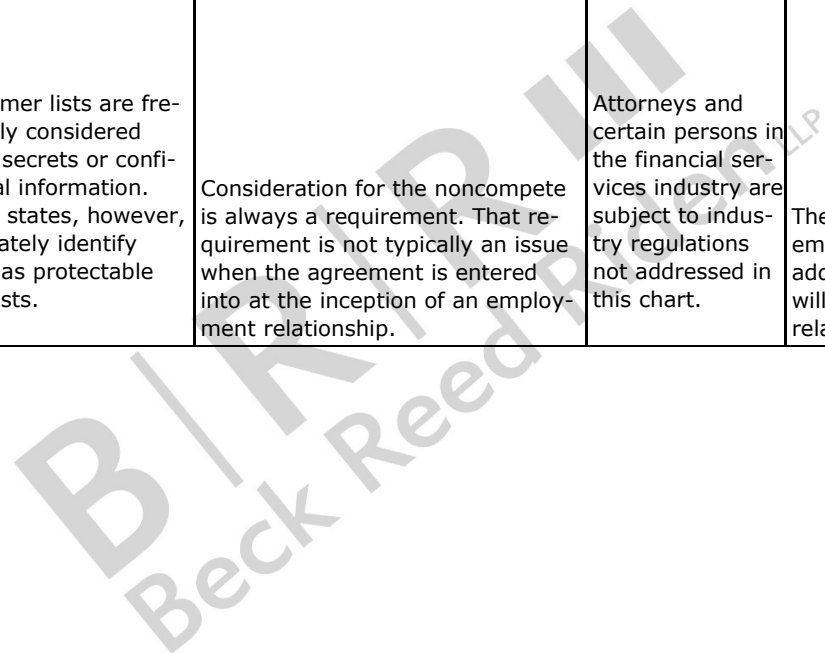 mer lists are fre-
ly considered
secrets or confi-
al information.
states, however,
ately identify
as protectable
sts.
Consideration for the noncompete
is always a requirement. That re-
quirement is not typically an issue
when the agreement is entered
into at the inception of an employ-
ment relationship.
Attorneys and
certain persons in
the financial ser-
vices industry are
subject to indus-
try regulations
not addressed in
this chart.
The
em
add
will
rela
B|R|R
Beck Reed Riden LLP